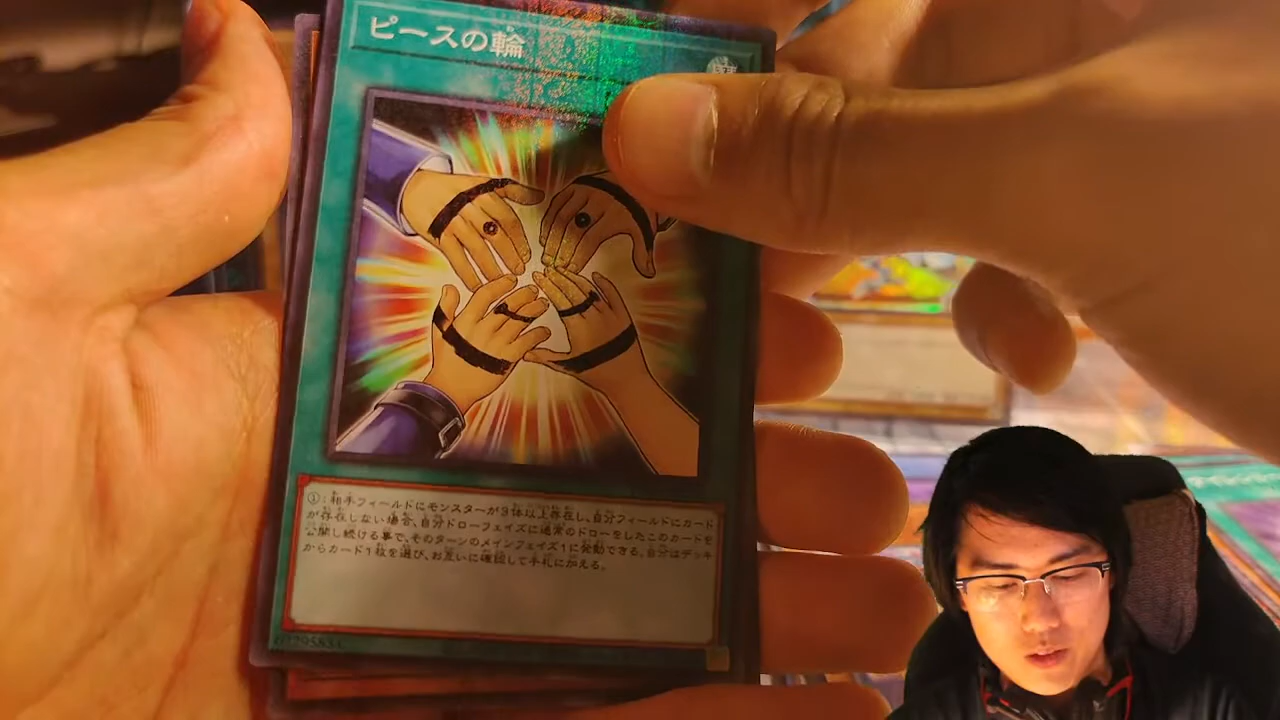 ピースの輪
①：相手フィールドにモンスターが３体以上存在し、自分フィールドにカード
が存在しない場合、自分ドローフェイズに通常のドローをしたこのカードを
公開し続ける事で、そのターンのメインフェイズ１に発動できる。自分はデッキ
からカード１枚を選び、お互いに確認して手札に加える。